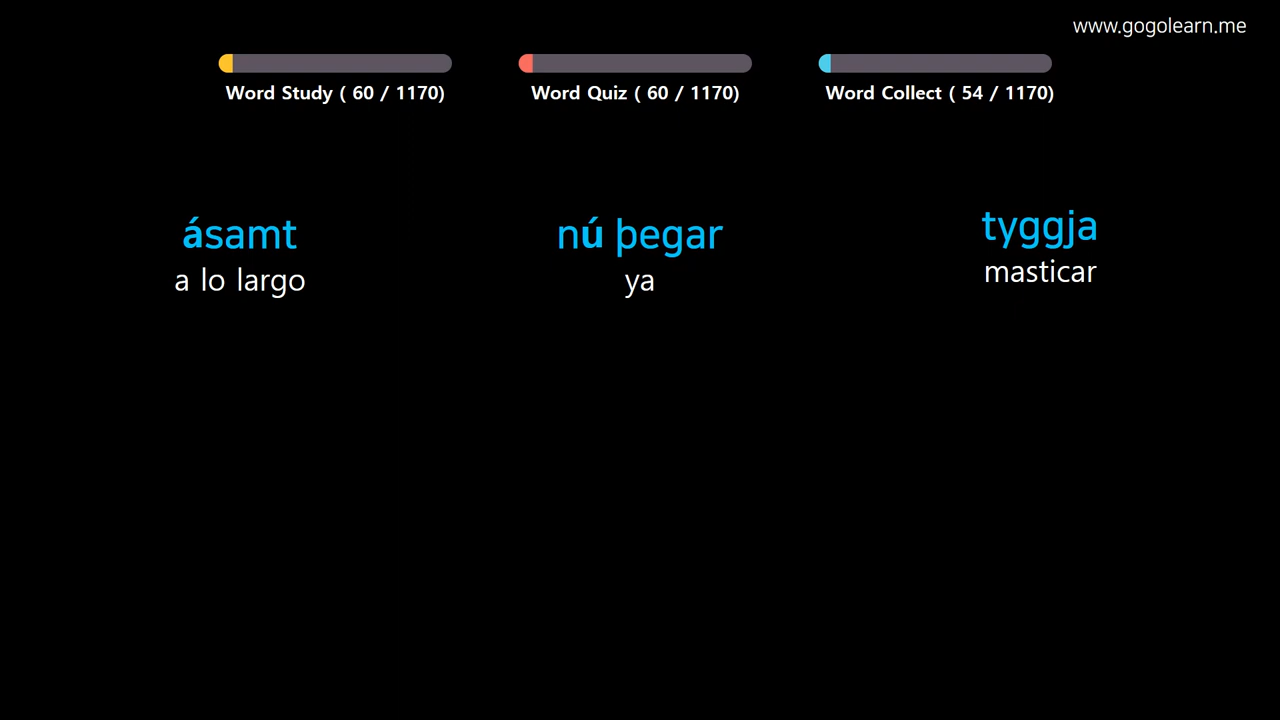 www.gogolearn.me
Word Study ( 60 / 1170)
Word Quiz ( 60 / 1170)
Word Collect ( 54 / 1170)
ásamt
a lo largo
nú þegar
ya
tyggja
masticar